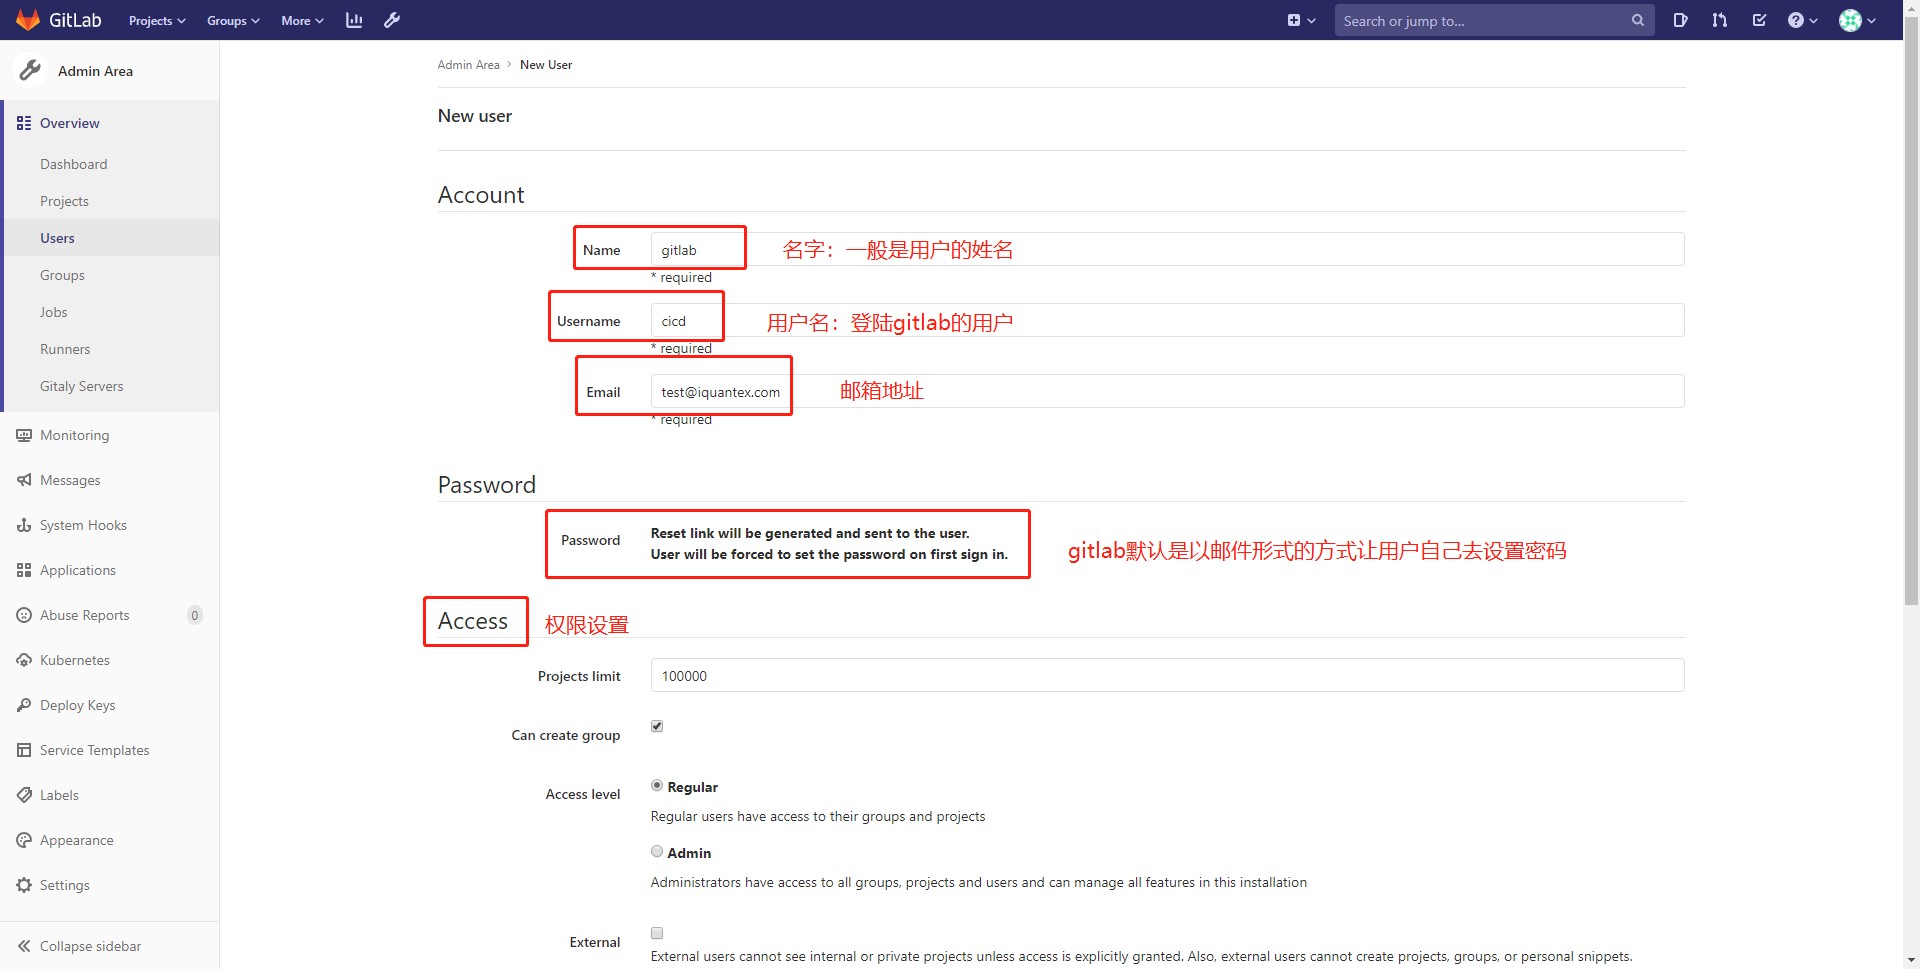 GitLab Projects Groups More Search or jump to...
Admin Area
Overview
Dashboard
Projects
Users
Groups
Jobs
Runners
Gitaly Servers
Monitoring
Messages
System Hooks
Applications
Abuse Reports 0
Kubernetes
Deploy Keys
Service Templates
Labels
Appearance
Settings
Collapse sidebar
Admin Area > New User
New user
Account
Name gitlab 名字：一般是用户的姓名
* required
Username cicd 用户名：登陆gitlab的用户
* required
Email test@iquantex.com 邮箱地址
* required
Password
Password Reset link will be generated and sent to the user.
User will be forced to set the password on first sign in.
gitlab默认是以邮件形式的方式让用户自己去设置密码
Access 权限设置
Projects limit 100000
Can create group
Access level Regular
Regular users have access to their groups and projects
Admin
Administrators have access to all groups, projects and users and can manage all features in this installation
External
External users cannot see internal or private projects unless access is explicitly granted. Also, external users cannot create projects, groups, or personal snippets.